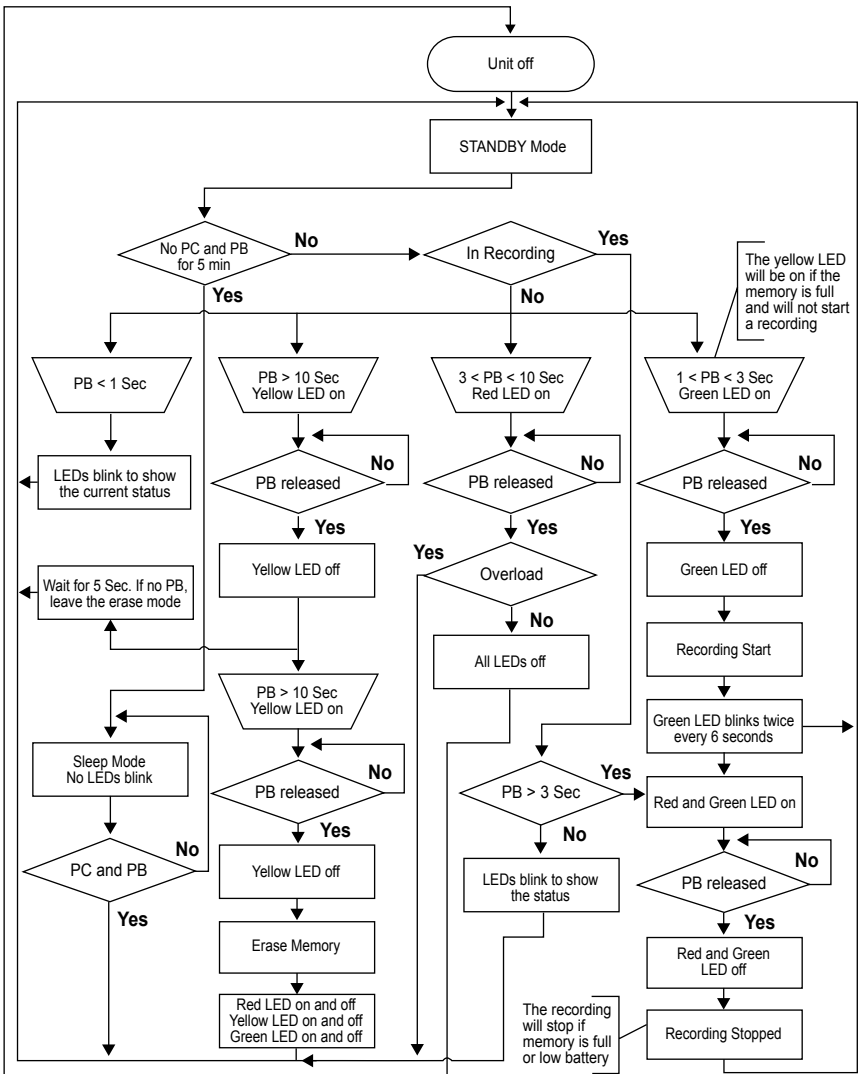 Unit off
STANDBY Mode
No PC and PB
for 5 min
No
In Recording
Yes
Yes
No
The yellow LED
will be on if the
memory is full
and will not start
a recording
PB < 1 Sec
PB > 10 Sec
Yellow LED on
3 < PB < 10 Sec
Red LED on
1 < PB < 3 Sec
Green LED on
LEDs blink to show
the current status
PB released
No
PB released
No
PB released
No
Yes
Yes
Yes
Yes
Wait for 5 Sec. If no PB,
leave the erase mode
Yellow LED off
Overload
Green LED off
No
All LEDs off
Recording Start
PB > 10 Sec
Yellow LED on
Green LED blinks twice
every 6 seconds
Sleep Mode
No LEDs blink
PB released
No
PB > 3 Sec
Yes
Red and Green LED on
Yes
No
PC and PB
No
Yellow LED off
LEDs blink to show
the status
PB released
No
Yes
Yes
Erase Memory
Red and Green
LED off
Red LED on and off
Yellow LED on and off
Green LED on and off
The recording
will stop if
memory is full
or low battery
Recording Stopped